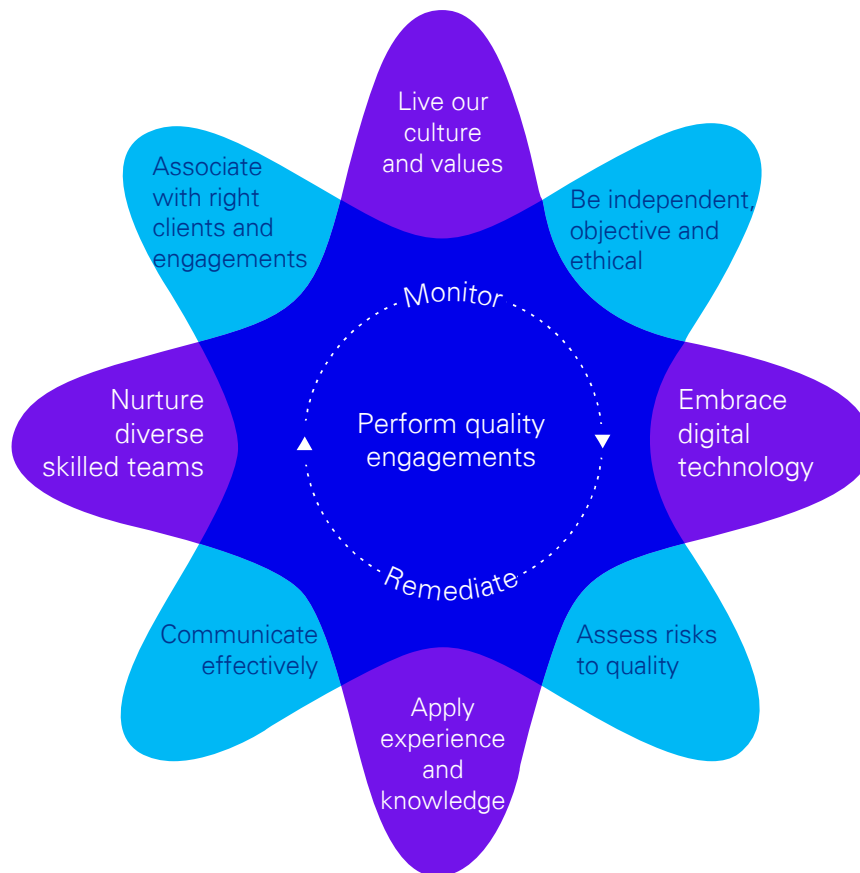 Live our
culture
and values
Associate
with right
clients and
engagements
Be independent,
objective and
ethical
Monitor
Nurture
diverse
skilled teams
Perform quality
engagements
Embrace
digital
technology
Remediate
Communicate
effectively
Assess risks
to quality
Apply
experience
and
knowledge